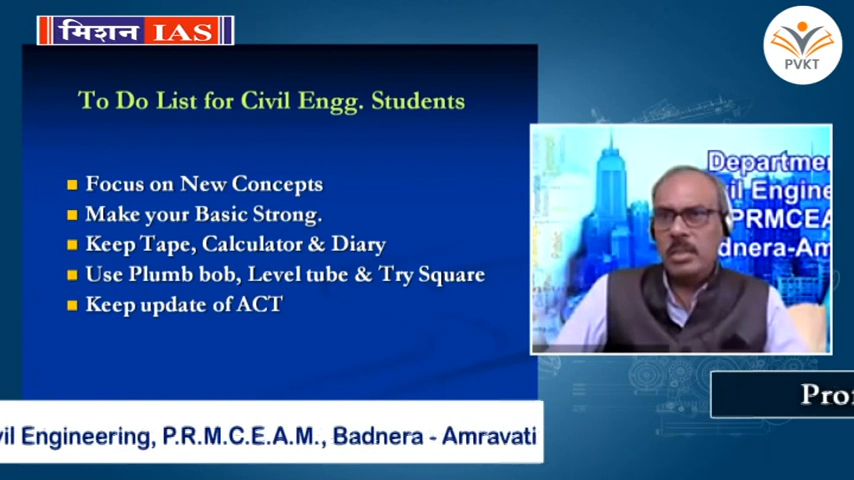 मिशन IAS
PVKT
To Do List for Civil Engg. Students
Focus on New Concepts
Make your Basic Strong.
Keep Tape, Calculator & Diary
Use Plumb bob, Level tube & Try Square
Keep update of ACT
Departmen
il Engine
PRMCEA
dnera-Am
Prof
vil Engineering, P.R.M.C.E.A.M., Badnera - Amravati